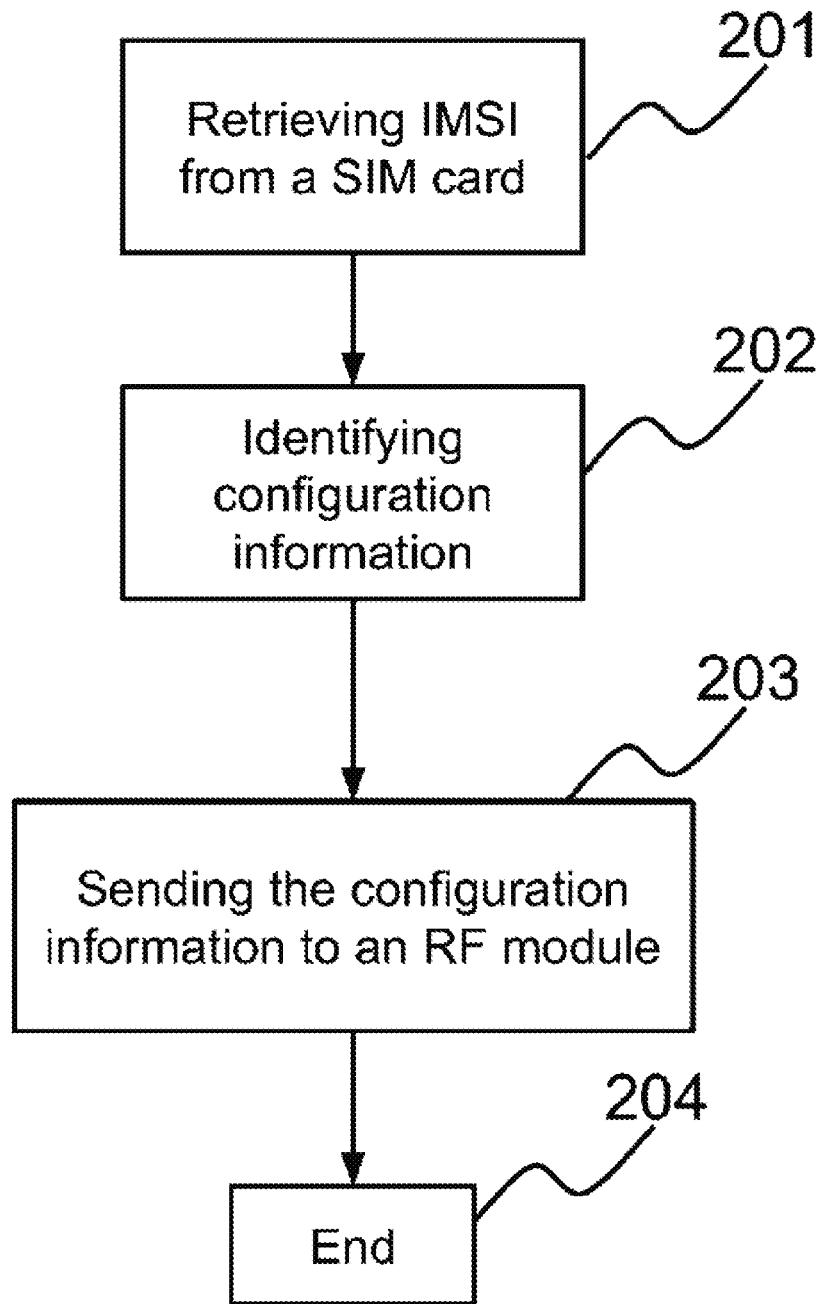 201
Retrieving IMSI
from a SIM card
202
Identifying
configuration
information
203
Sending the configuration
information to an RF module
204
End